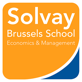 Solvay
Brussels School
Economics & Management